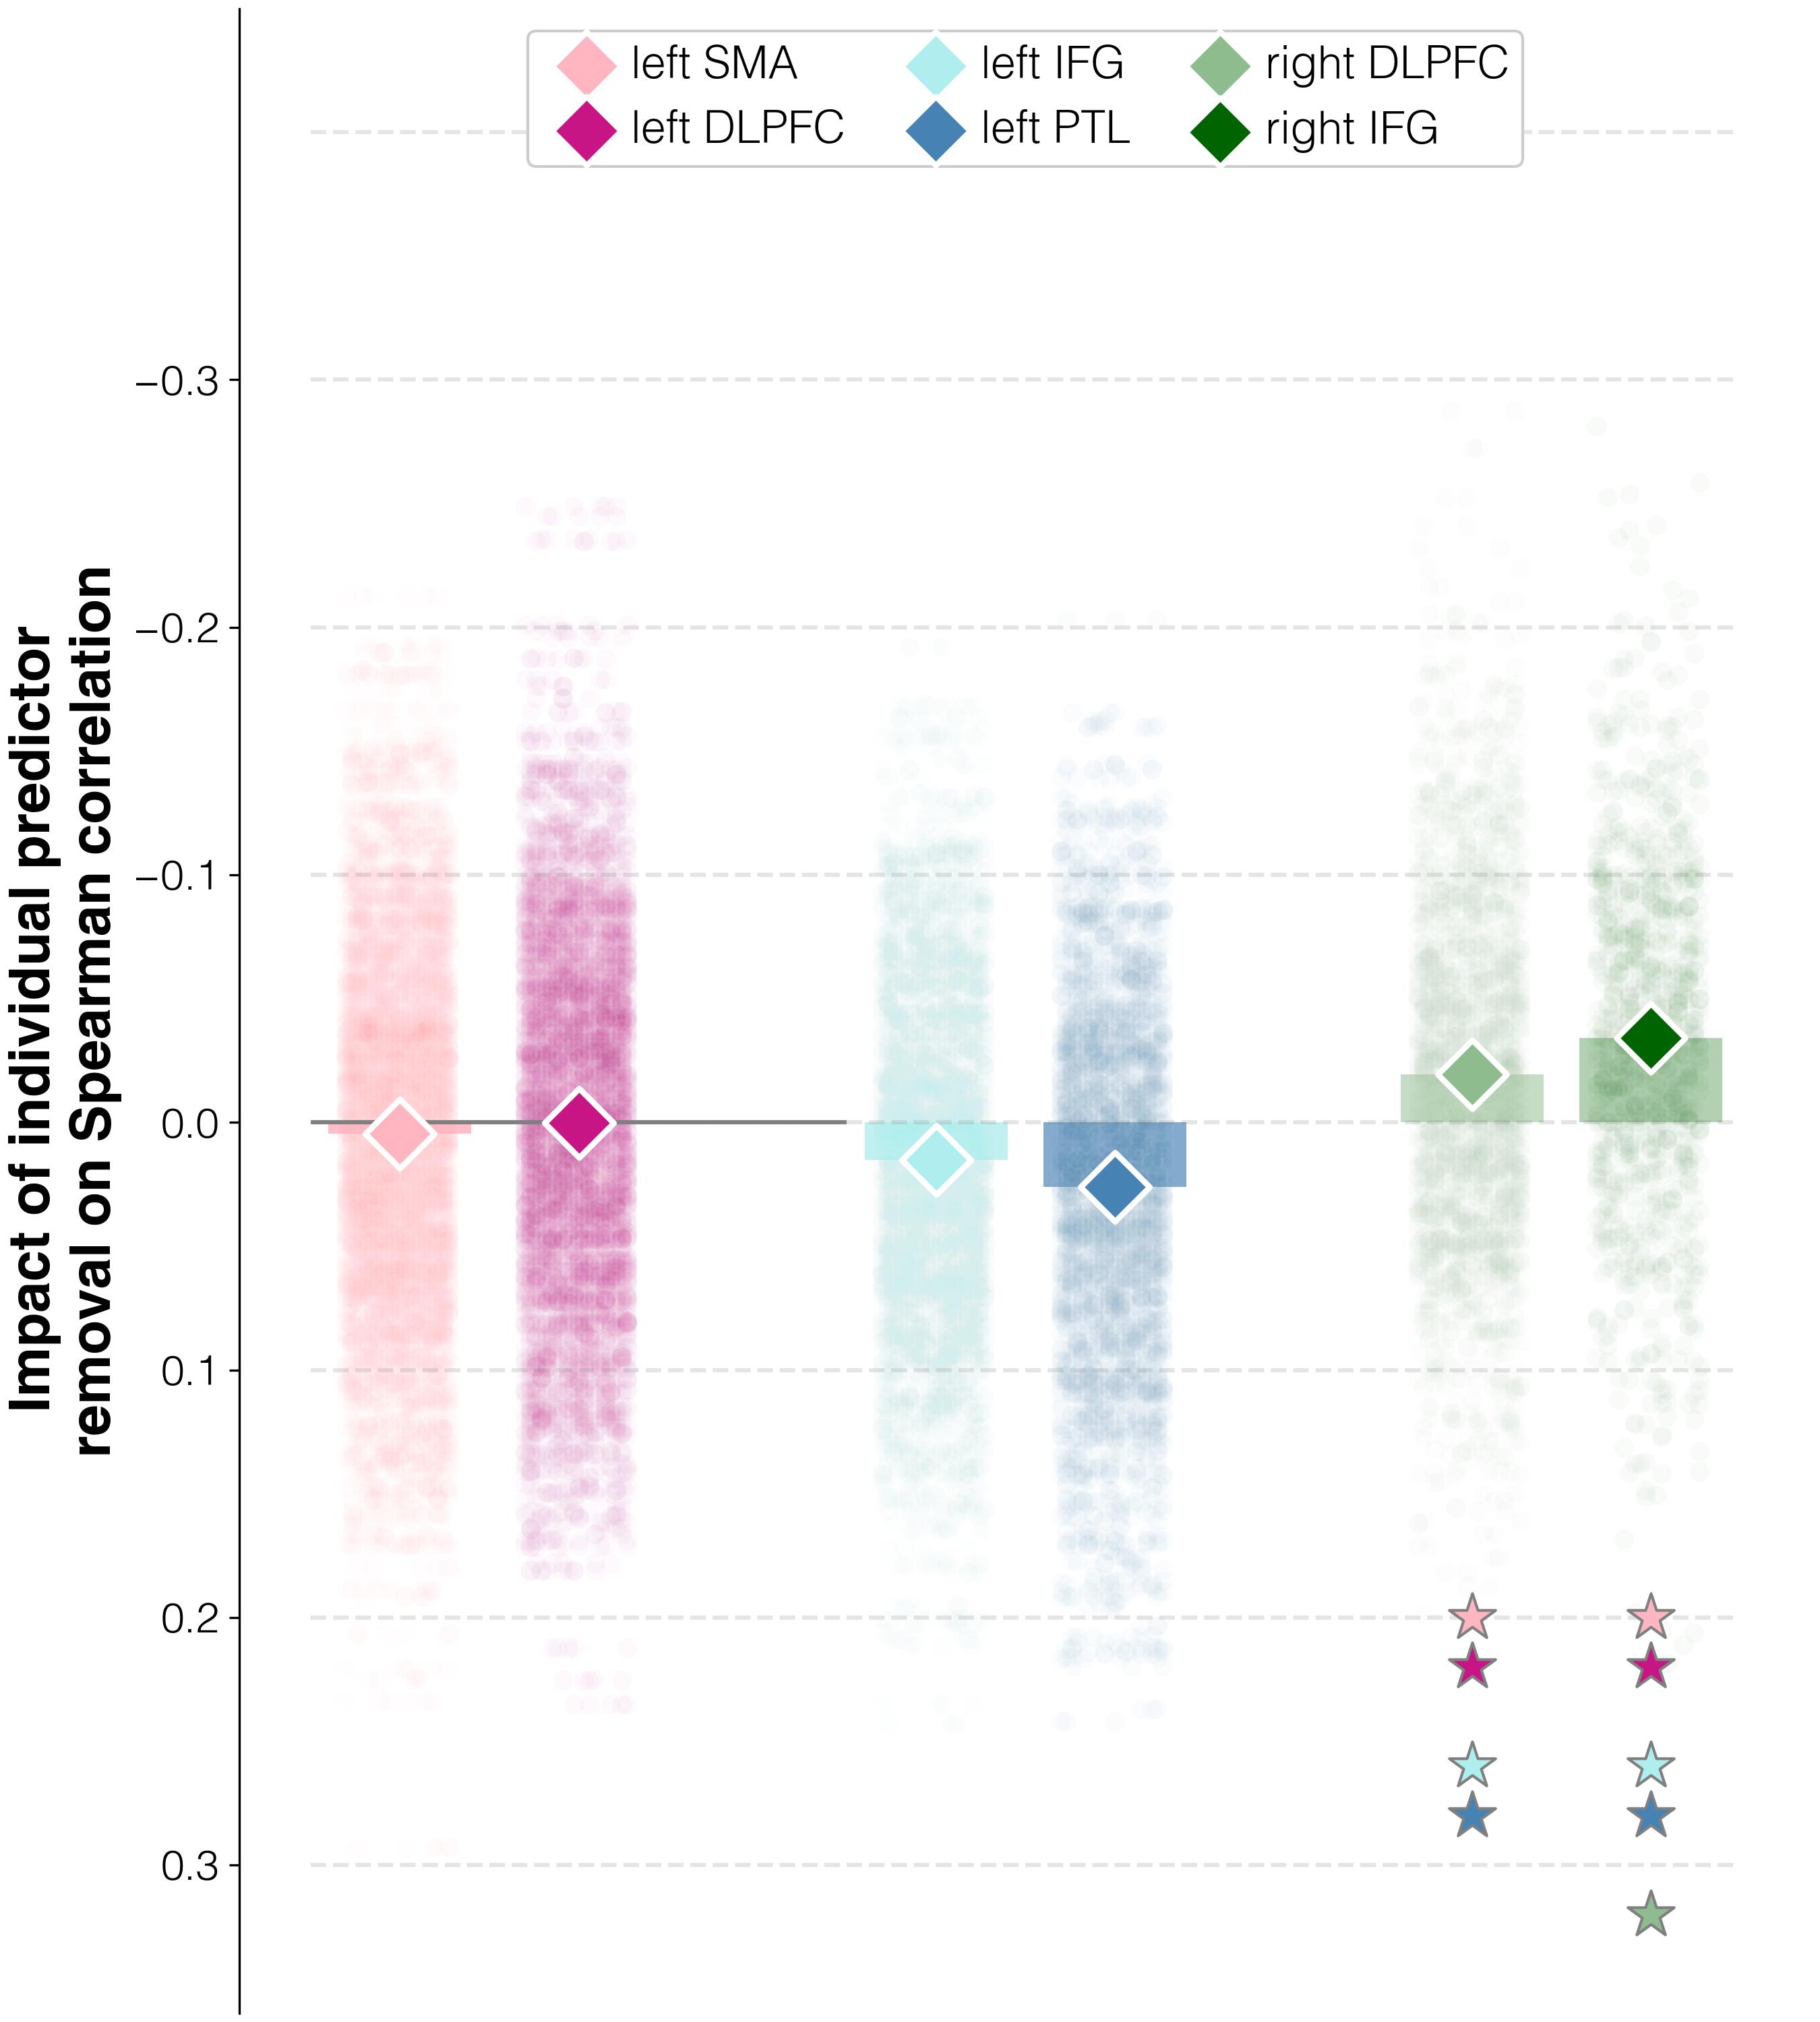 left SMA
left IFG
right DLPFC
left DLPFC
left PTL
right IFG
Impact of individual predictor
removal on Spearman correlation
−0.3
−0.2
−0.1
0.0
0.1
0.2
0.3